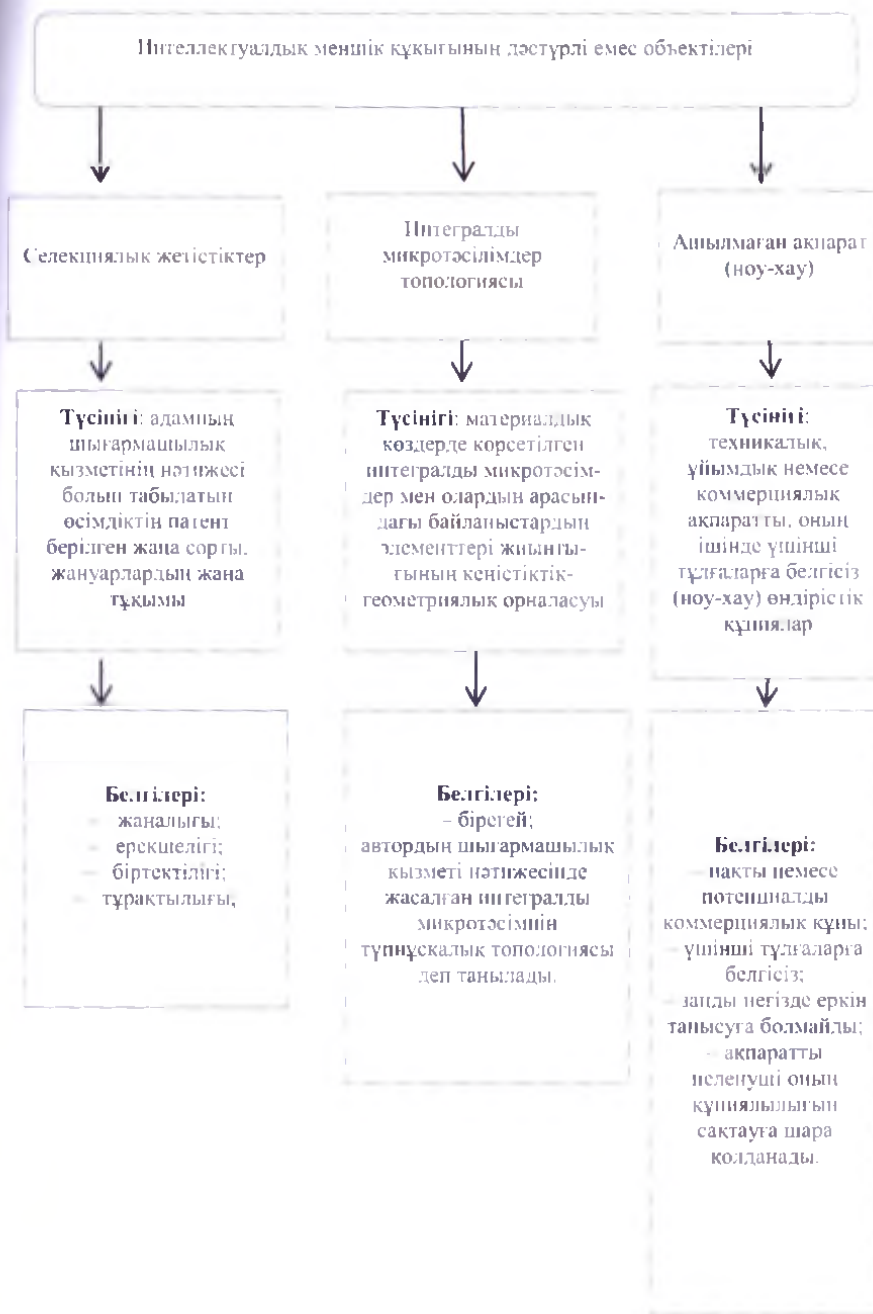 Интеллектуалдық меншік құқығының дәстүрлі емес объектілері
Селекциялық жетістіктер
Интегралды
микротәсілімдер
топологиясы
Ашылмаған ақпарат
(ноу-хау)
Түсінігі: адамның
шығармашылық
қызметінің нәтижесі
болып табылатын
өсімдіктің патент
берілген жаңа сорты,
жануарлардың жаңа
тұқымы
Түсінігі: материалдық
көздерде көрсетілген
интегралды микротәсім-
дер мен олардың арасын-
дағы байланыстардың
элементтері жиынты-
ғының кеністіктік-
геометриялық орналасуы
Түсінігі:
техникалық,
ұйымдық немесе
коммерциялық
ақпаратты, оның
ішінде үшінші
тұлғаларға белгісіз
(ноу-хау) өндірістік
құпиялар
Белгілері:
– жаңалығы;
– ерекшелігі;
– біртектілігі;
– тұрақтылығы,
Белгілері:
– бірегей;
автордың шығармашылық
қызметі нәтижесінде
жасалған интегралды
микротәсімнің
түпнұсқалық топологиясы
деп танылады.
Белгілері:
– нақты немесе
потенциалды
коммерциялық құны;
– үшінші тұлғаларға
белгісіз;
– заңды негізде еркін
танысуға болмайды;
– ақпаратты
иеленуші оның
құпиялылығын
сақтауға шара
қолданады.